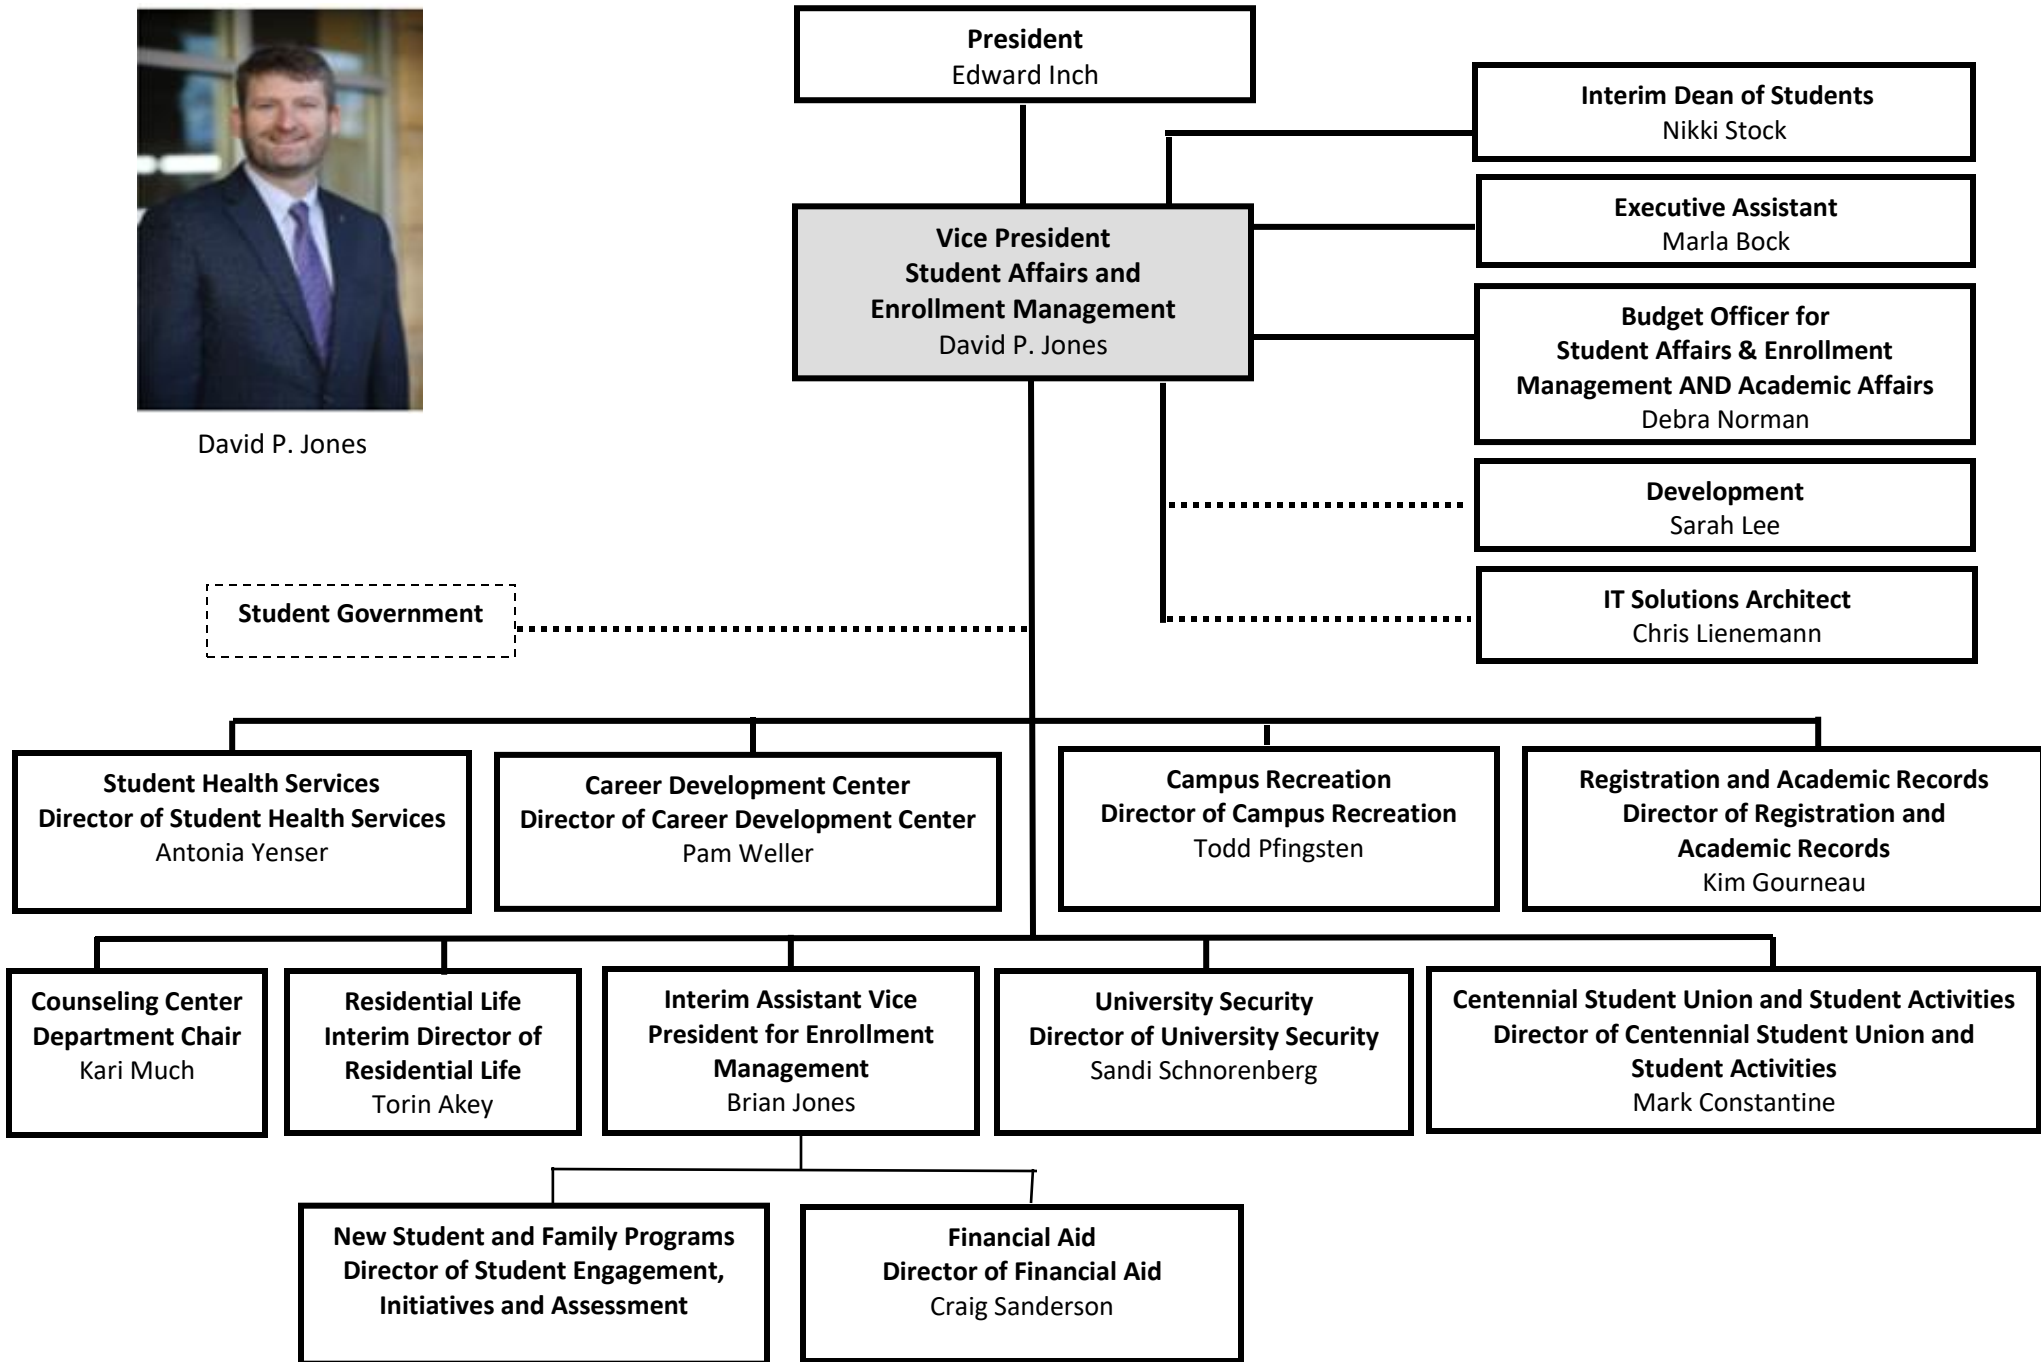 President
Edward Inch
Interim Dean of Students
Nikki Stock
Executive Assistant
Marla Bock
Vice President
Student Affairs and
Enrollment Management
David P. Jones
Budget Officer for
Student Affairs & Enrollment
Management AND Academic Affairs
Debra Norman
David P. Jones
Development
Sarah Lee
IT Solutions Architect
Chris Lienemann
Student Government
Student Health Services
Director of Student Health Services
Antonia Yenser
Career Development Center
Director of Career Development Center
Pam Weller
Campus Recreation
Director of Campus Recreation
Todd Pfingsten
Registration and Academic Records
Director of Registration and
Academic Records
Kim Gourneau
Counseling Center
Department Chair
Kari Much
Residential Life
Interim Director of
Residential Life
Torin Akey
Interim Assistant Vice
President for Enrollment
Management
Brian Jones
University Security
Director of University Security
Sandi Schnorenberg
Centennial Student Union and Student Activities
Director of Centennial Student Union and
Student Activities
Mark Constantine
New Student and Family Programs
Director of Student Engagement,
Initiatives and Assessment
Financial Aid
Director of Financial Aid
Craig Sanderson